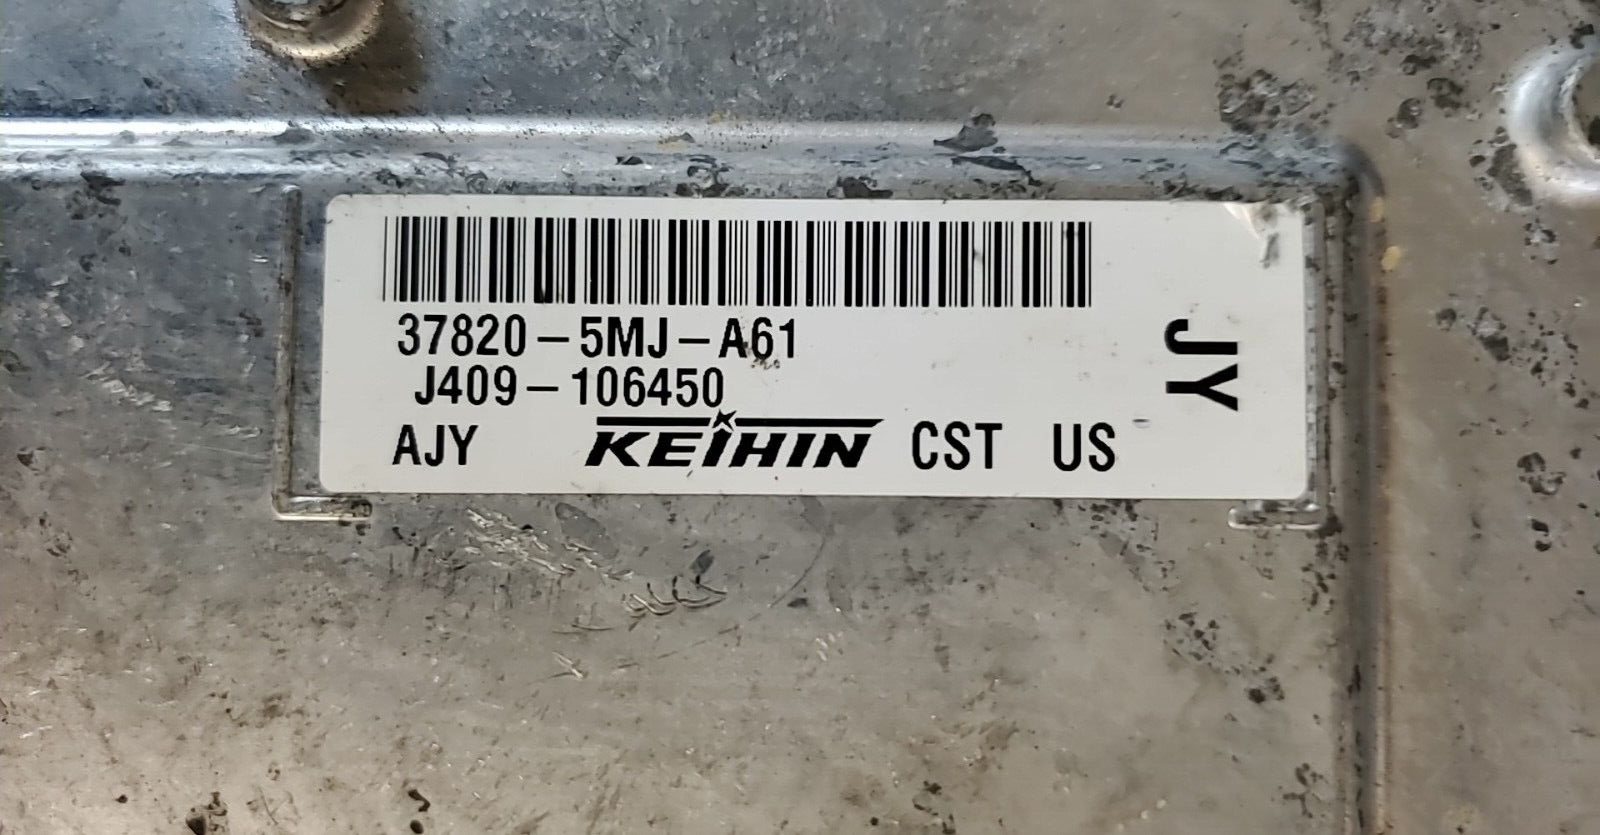 37820-5MJ-A61
J409-106450
AJY KEIHIN CST US
JY